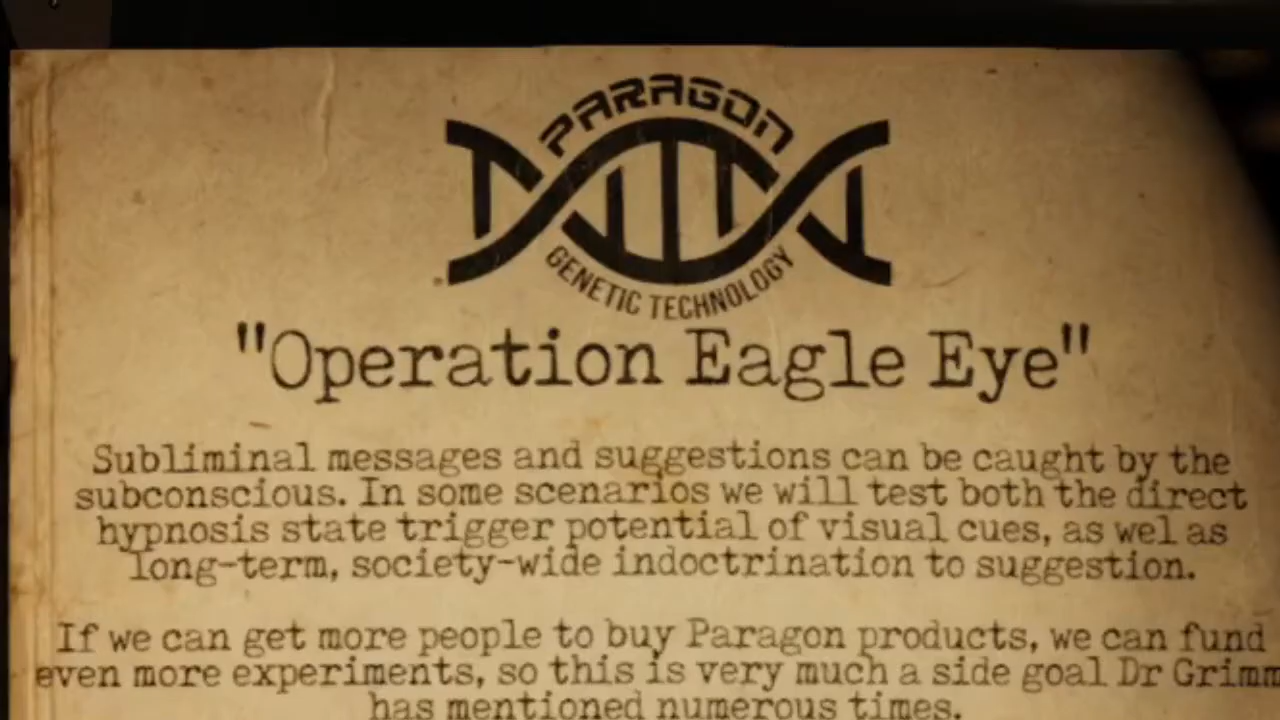 PARAGON
GENETIC TECHNOLOGY
"Operation Eagle Eye"
Subliminal messages and suggestions can be caught by the
subconscious. In some scenarios we will test both the direct
hypnosis state trigger potential of visual cues, as wel as
long-term, society-wide indoctrination to suggestion.
If we can get more people to buy Paragon products, we can fund
even more experiments, so this is very much a side goal Dr Grimm
has mentioned numerous times.